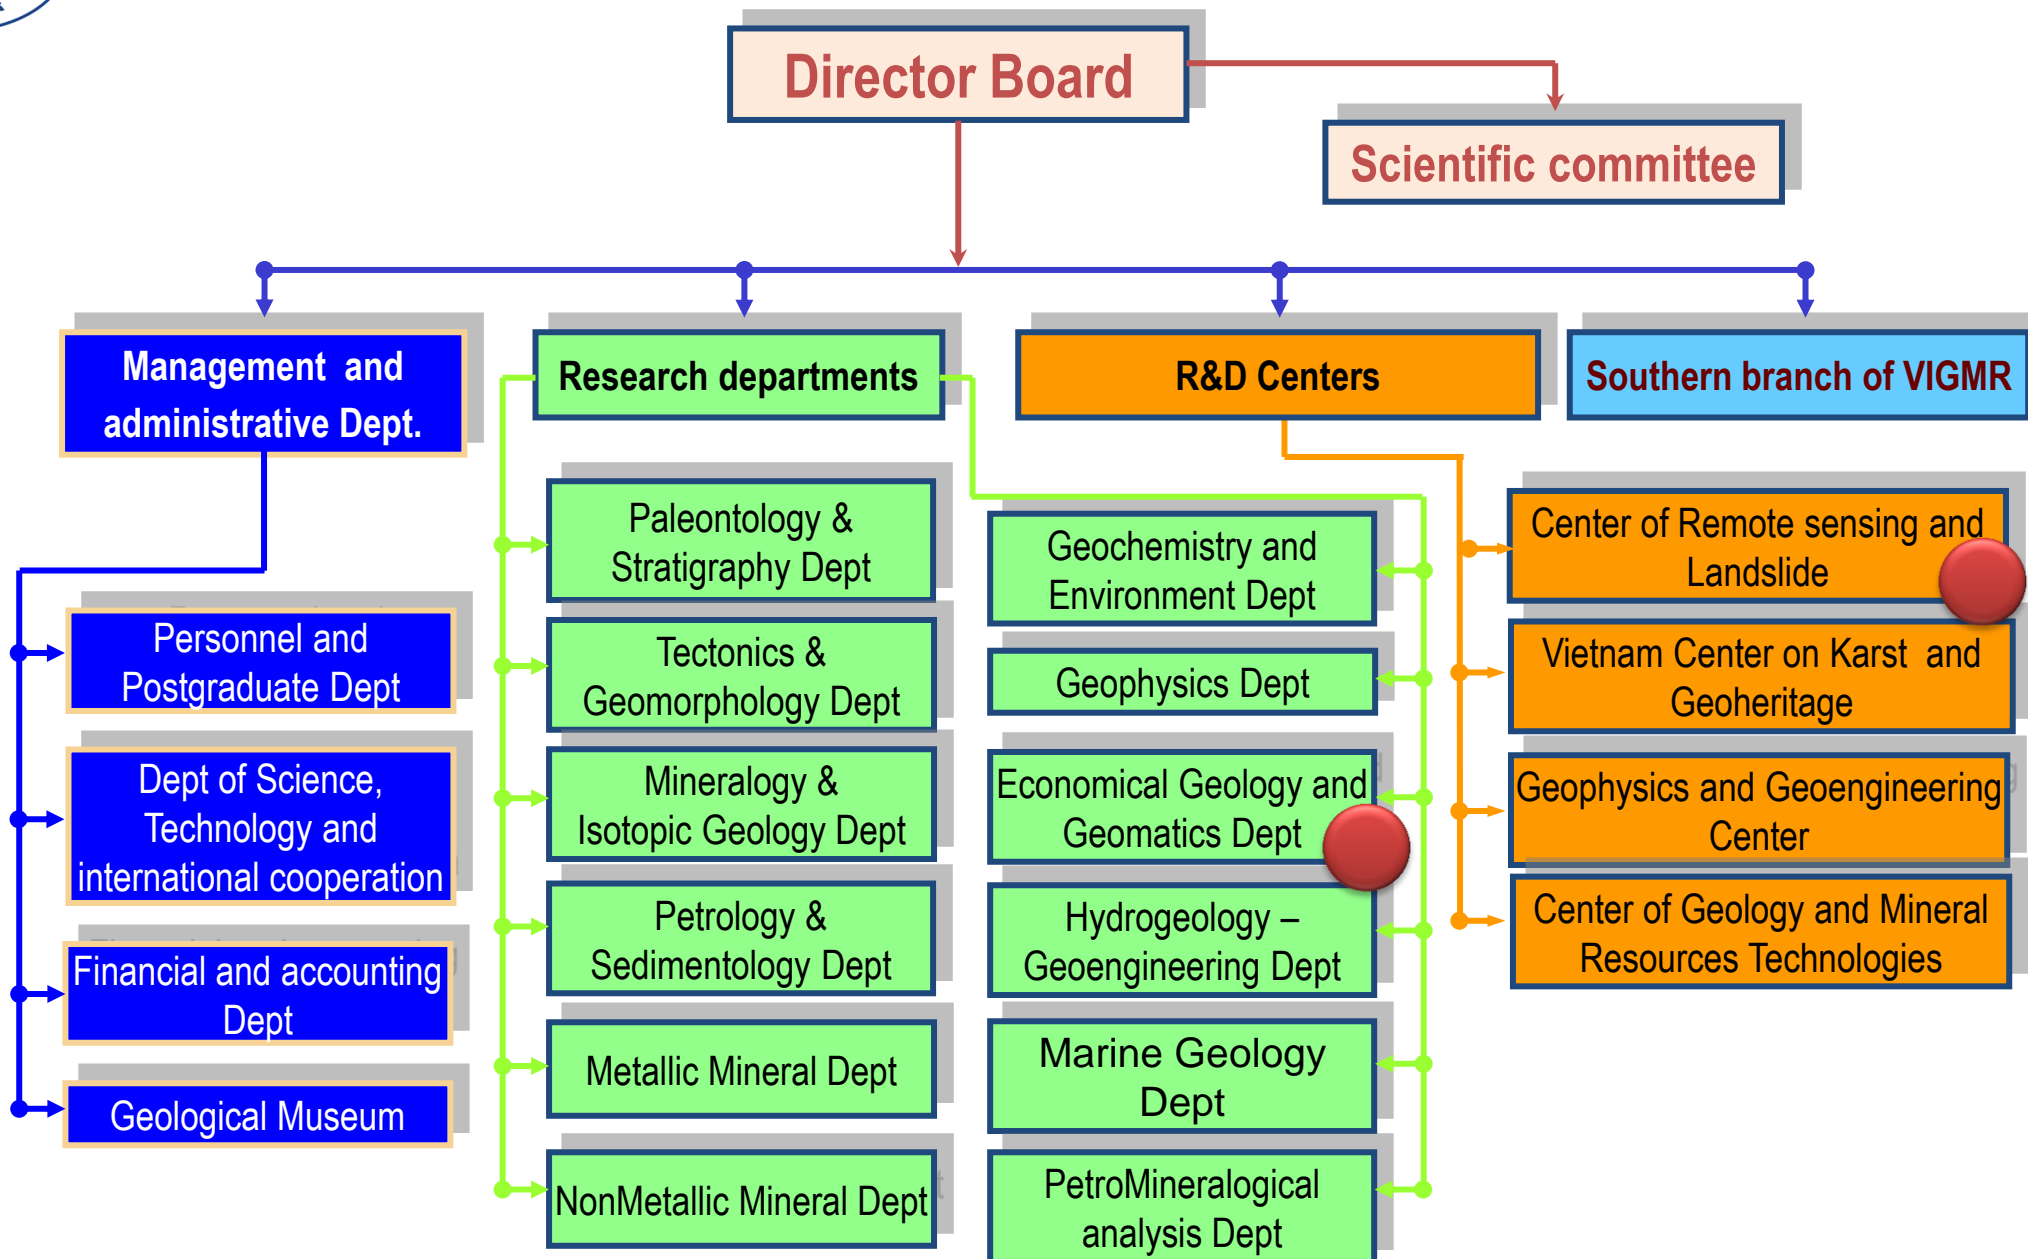 Director Board
Scientific committee
Management and
administrative Dept.
Research departments
R&D Centers
Southern branch of VIGMR
Personnel and
Postgraduate Dept
Dept of Science,
Technology and
international cooperation
Financial and accounting
Dept
Geological Museum
Paleontology &
Stratigraphy Dept
Tectonics &
Geomorphology Dept
Mineralogy &
Isotopic Geology Dept
Petrology &
Sedimentology Dept
Metallic Mineral Dept
NonMetallic Mineral Dept
Geochemistry and
Environment Dept
Geophysics Dept
Economical Geology and
Geomatics Dept
Hydrogeology –
Geoengineering Dept
Marine Geology
Dept
PetroMineralogical
analysis Dept
Center of Remote sensing and
Landslide
Vietnam Center on Karst and
Geoheritage
Geophysics and Geoengineering
Center
Center of Geology and Mineral
Resources Technologies